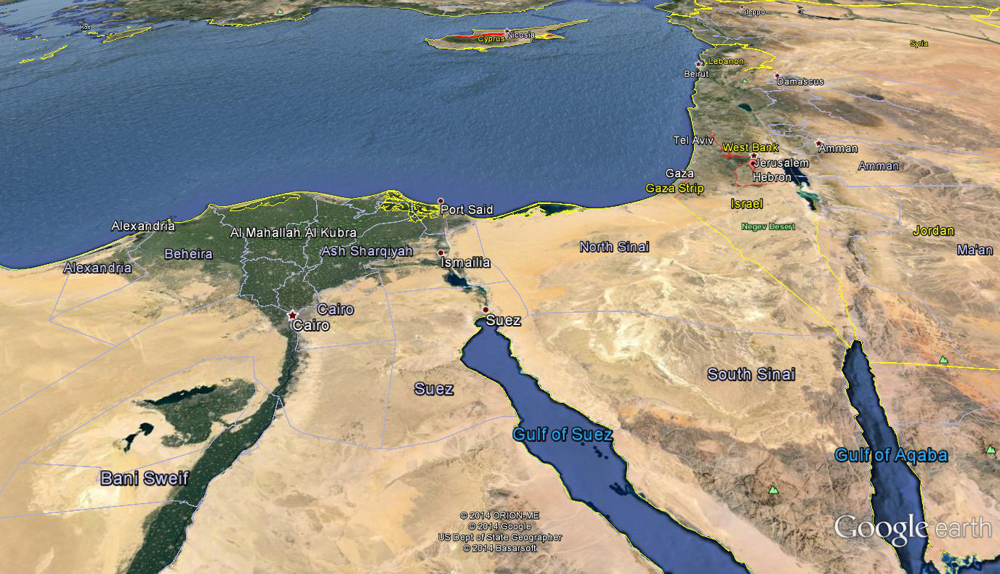 Kos
Aleppo
Cyprus
Nicosia
Syria
Lebanon
Beirut
Damascus
Tel Aviv
West Bank
Amman
Jerusalem
Amman
Hebron
Gaza
Gaza Strip
Israel
Negev Desert
Jordan
Ma'an
Port Said
Alexandria
Al Mahallah Al Kubra
Beheira
Ash Sharqiyah
North Sinai
Alexandria
Ismailia
Cairo
Cairo
Suez
Suez
South Sinai
Gulf of Suez
Gulf of Aqaba
Bani Sweif
© 2014 ORION-ME
© 2014 Google
US Dept of State Geographer
© 2014 Basarsoft
Google earth